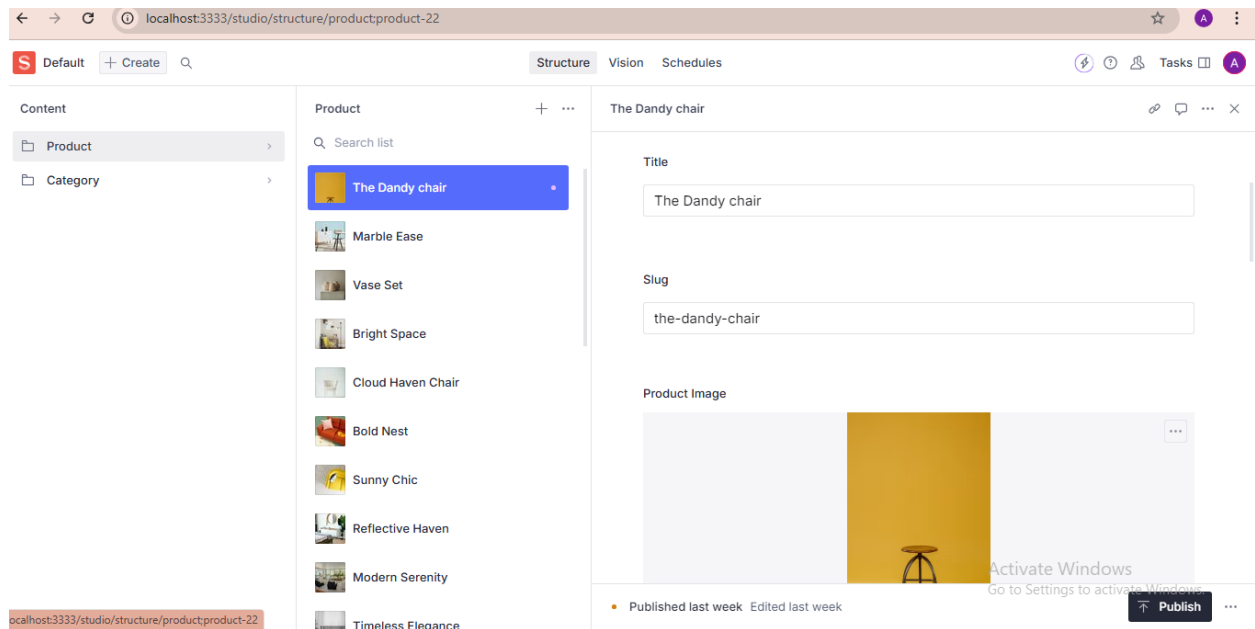 localhost:3333/studio/structure/product;product-22
A
S Default + Create
Structure Vision Schedules
Tasks A
Content
Product
Category
Product
Search list
The Dandy chair
Marble Ease
Vase Set
Bright Space
Cloud Haven Chair
Bold Nest
Sunny Chic
Reflective Haven
Modern Serenity
Timeless Elegance
The Dandy chair
Title
The Dandy chair
Slug
the-dandy-chair
Product Image
Activate Windows
Go to Settings to activate Windows.
Published last week Edited last week
Publish
ocalhost:3333/studio/structure/product;product-22